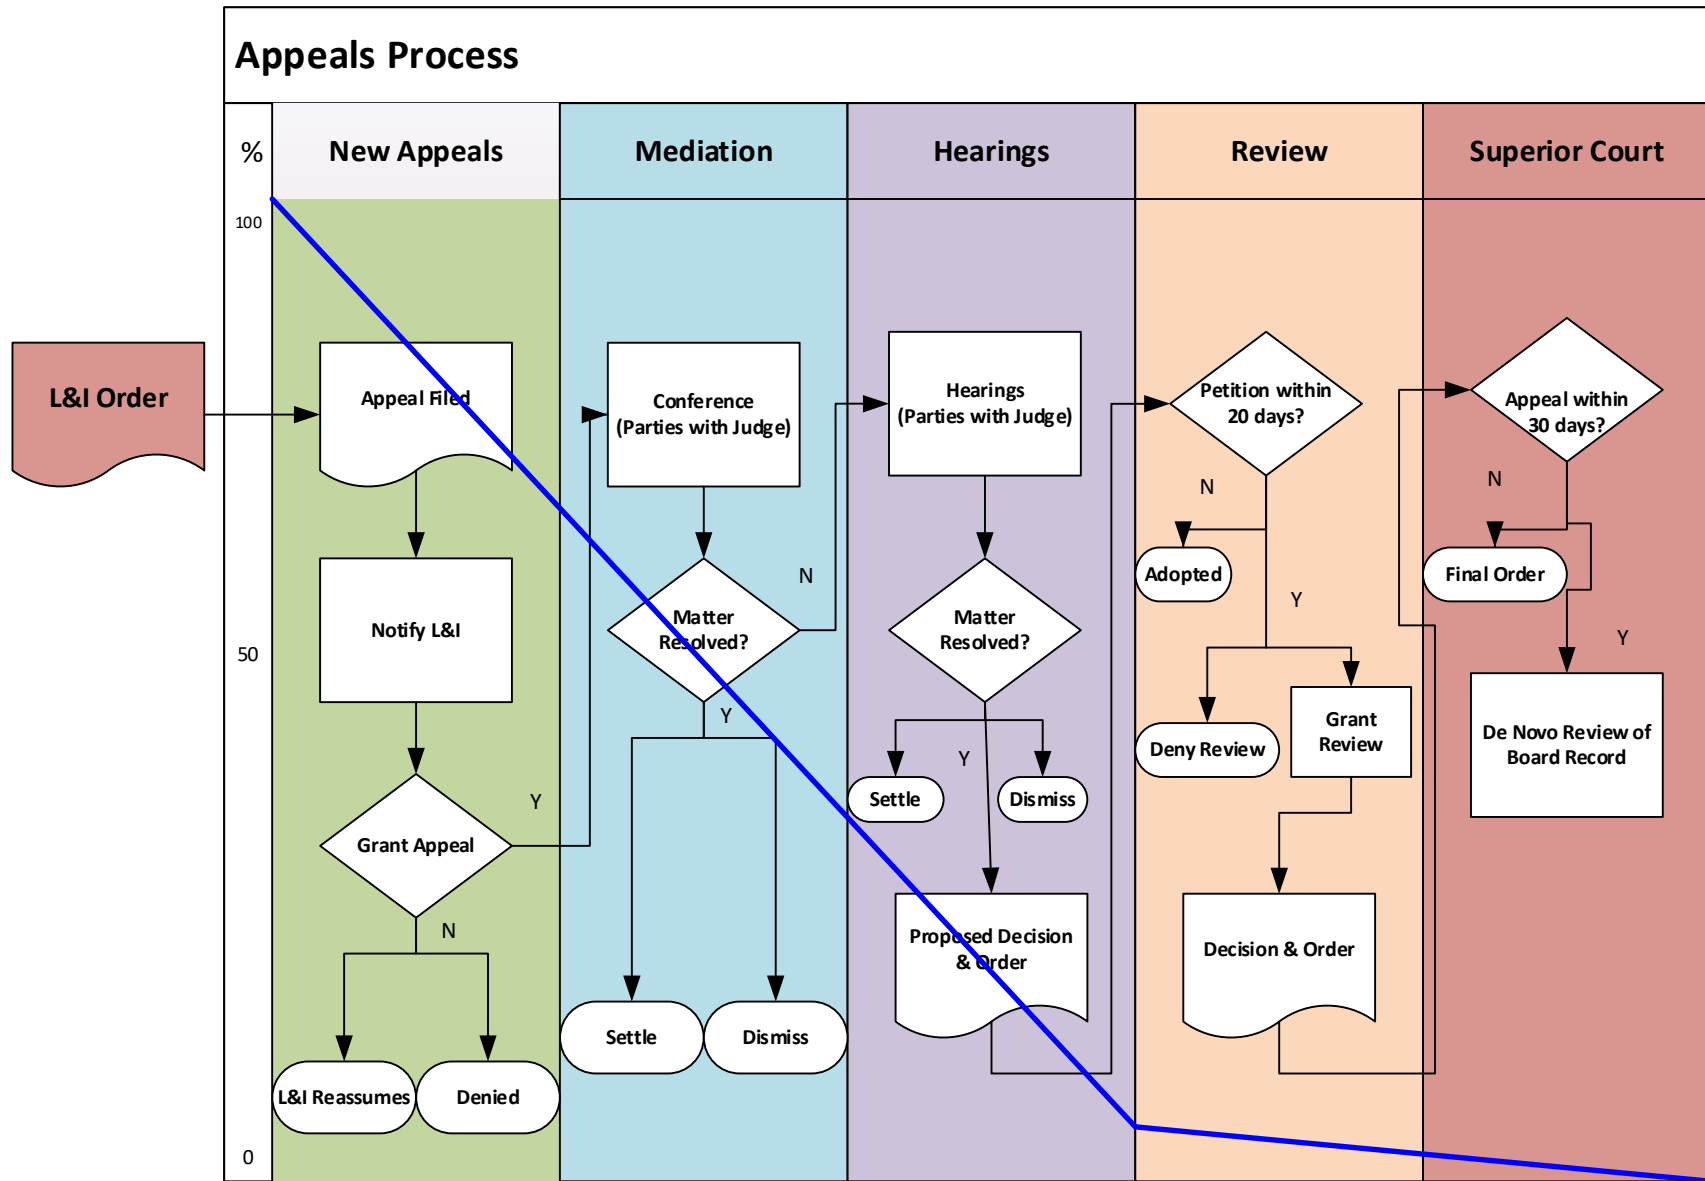 Appeals Process
%
New Appeals
Mediation
Hearings
Review
Superior Court
100
50
0
L&I Order
Appeal Filed
Notify L&I
Grant Appeal
Y
N
L&I Reassumes
Denied
Conference
(Parties with Judge)
Matter
Resolved?
N
Y
Settle
Dismiss
Hearings
(Parties with Judge)
Matter
Resolved?
Y
Settle
Dismiss
Proposed Decision
& Order
Petition within
20 days?
N
Adopted
Y
Deny Review
Grant
Review
Decision & Order
Appeal within
30 days?
N
Final Order
Y
De Novo Review of
Board Record